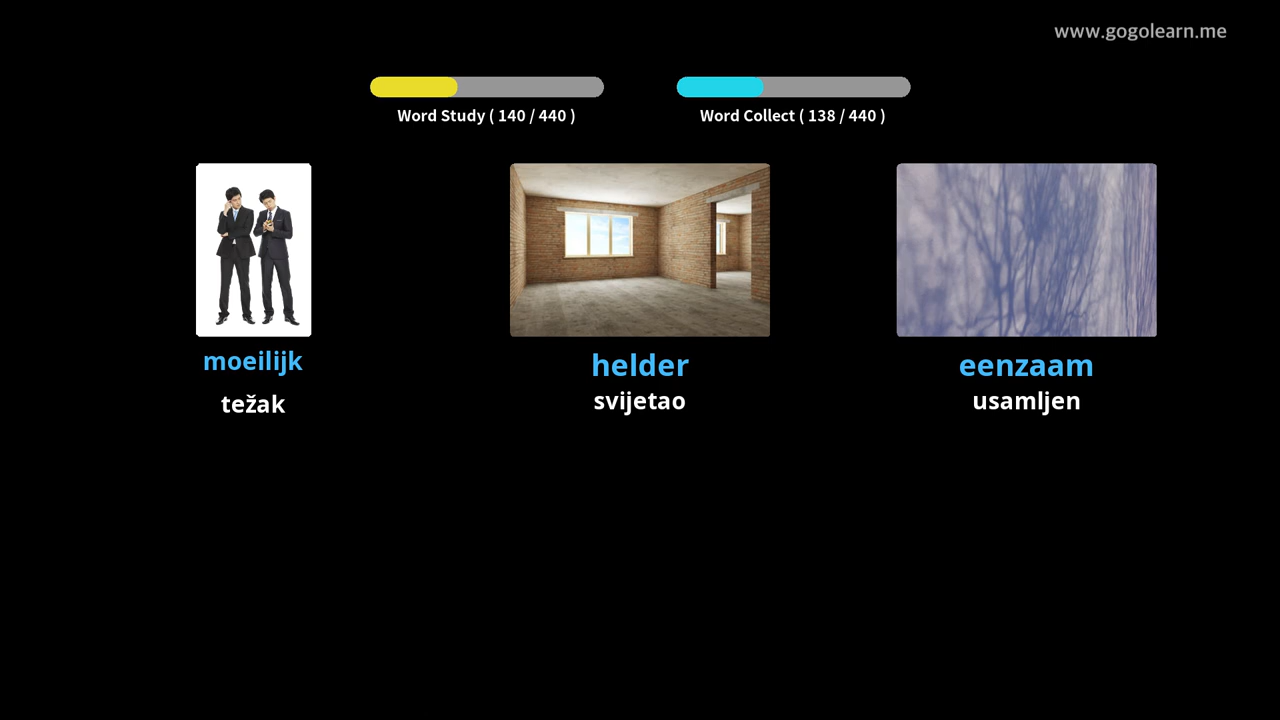 www.gogolearn.me
Word Study ( 140 / 440 )
Word Collect ( 138 / 440 )
moeilijk
težak
helder
svijetao
eenzaam
usamljen